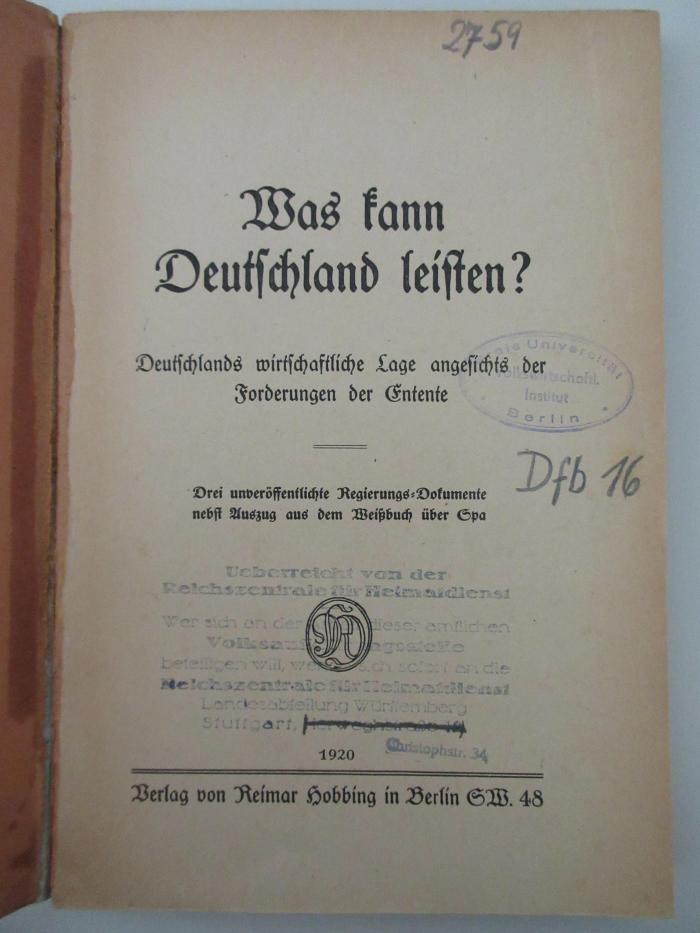 2759
Was kann
Deutschland leisten?
Deutschlands wirtschaftliche Lage angesichts der
Forderungen der Entente
Universität
Volkswirtschaftl.
Institut
Berlin
Dfb 16
Drei unveröffentlichte Regierungs-Dokumente
nebst Auszug aus dem Weißbuch über Spa
Ueberreicht von der
Reichszentrale für Heimatdienst
Wer sich an der dieser amtlichen
beteiligen will, sofort an die
Reichszentrale für Heimatdienst
Landesabteilung Württemberg
Stuttgart, Herweghstraße
Christophstr. 34
1920
Verlag von Reimar Hobbing in Berlin SW. 48